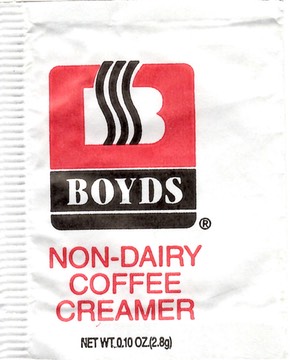 B
BOYDS
®
NON-DAIRY
COFFEE
CREAMER
NET WT. 0.10 OZ.(2.8g)